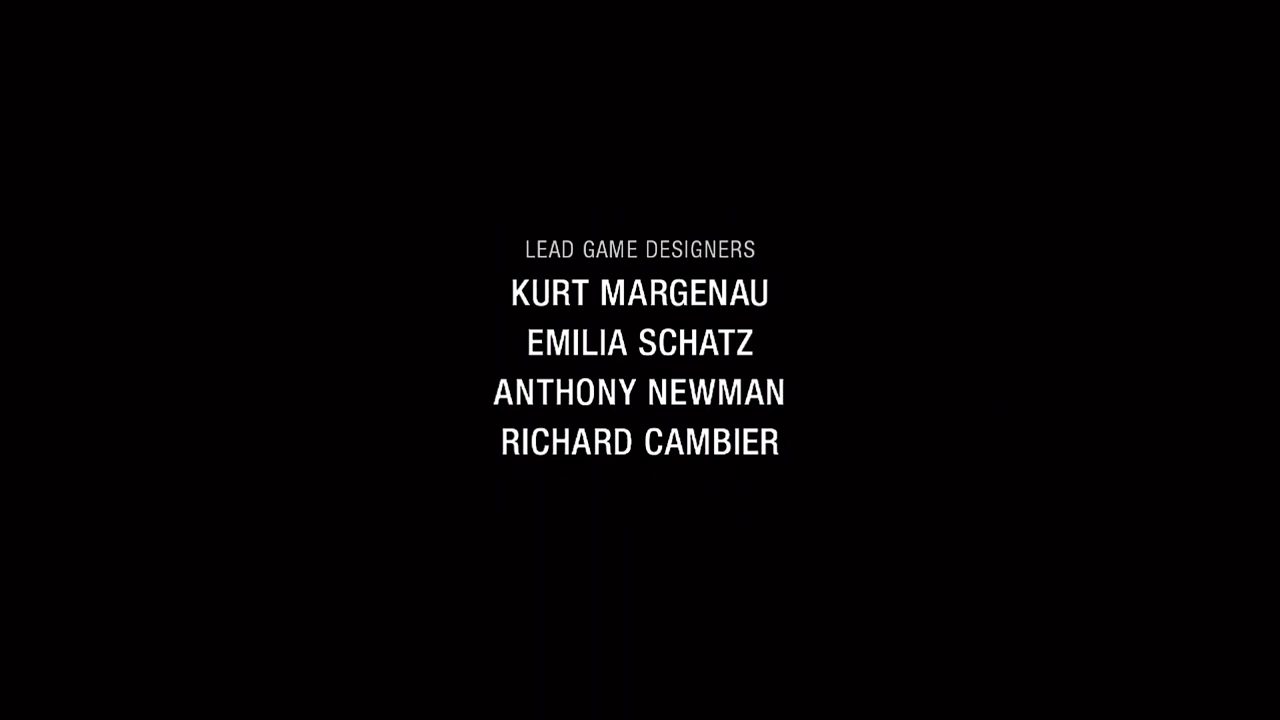 LEAD GAME DESIGNERS
KURT MARGENAU
EMILIA SCHATZ
ANTHONY NEWMAN
RICHARD CAMBIER